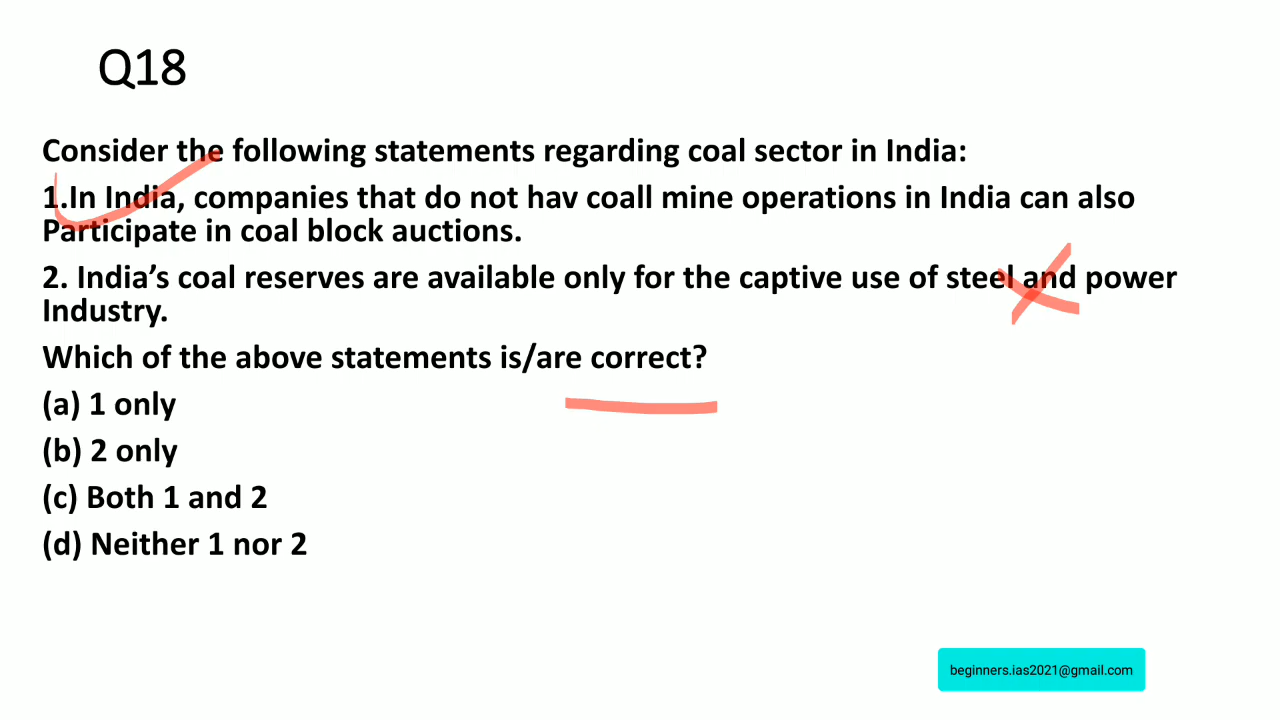 Q18
Consider the following statements regarding coal sector in India:
1.In India, companies that do not hav coall mine operations in India can also
Participate in coal block auctions.
2. India’s coal reserves are available only for the captive use of steel and power
Industry.
Which of the above statements is/are correct?
(a) 1 only
(b) 2 only
(c) Both 1 and 2
(d) Neither 1 nor 2
beginners.ias2021@gmail.com